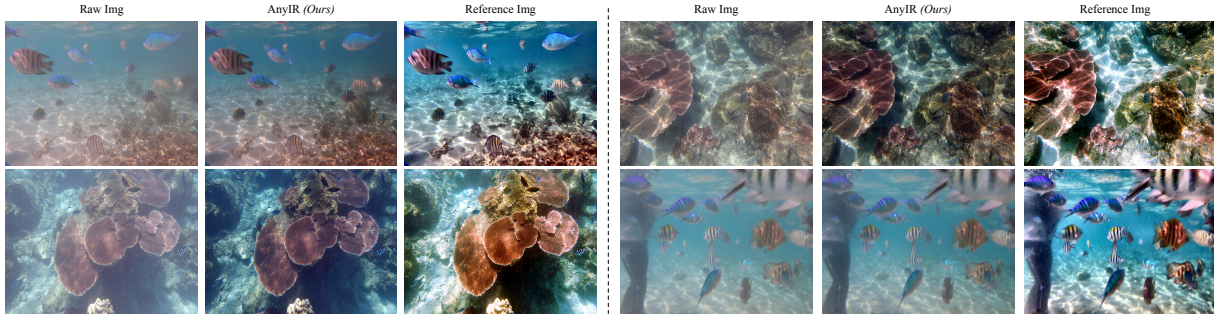 Raw Img
AnyIR (Ours)
Reference Img
Raw Img
AnyIR (Ours)
Reference Img